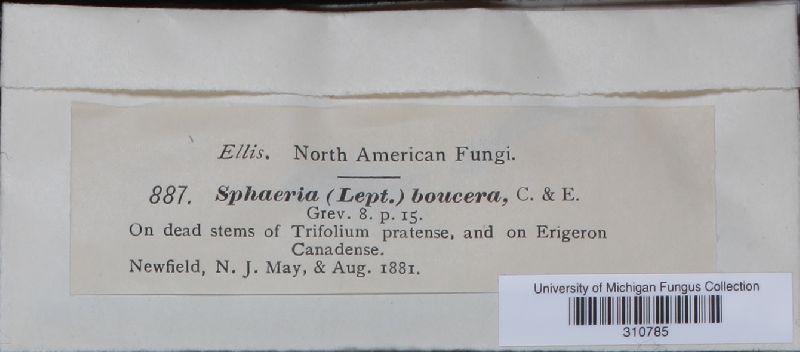 Ellis. North American Fungi.
887. Sphaeria (Lept.) boucera, C. & E.
Grev. 8. p. 15.
On dead stems of Trifolium pratense, and on Erigeron
Canadense.
Newfield, N. J. May, & Aug. 1881.
University of Michigan Fungus Collection
310785